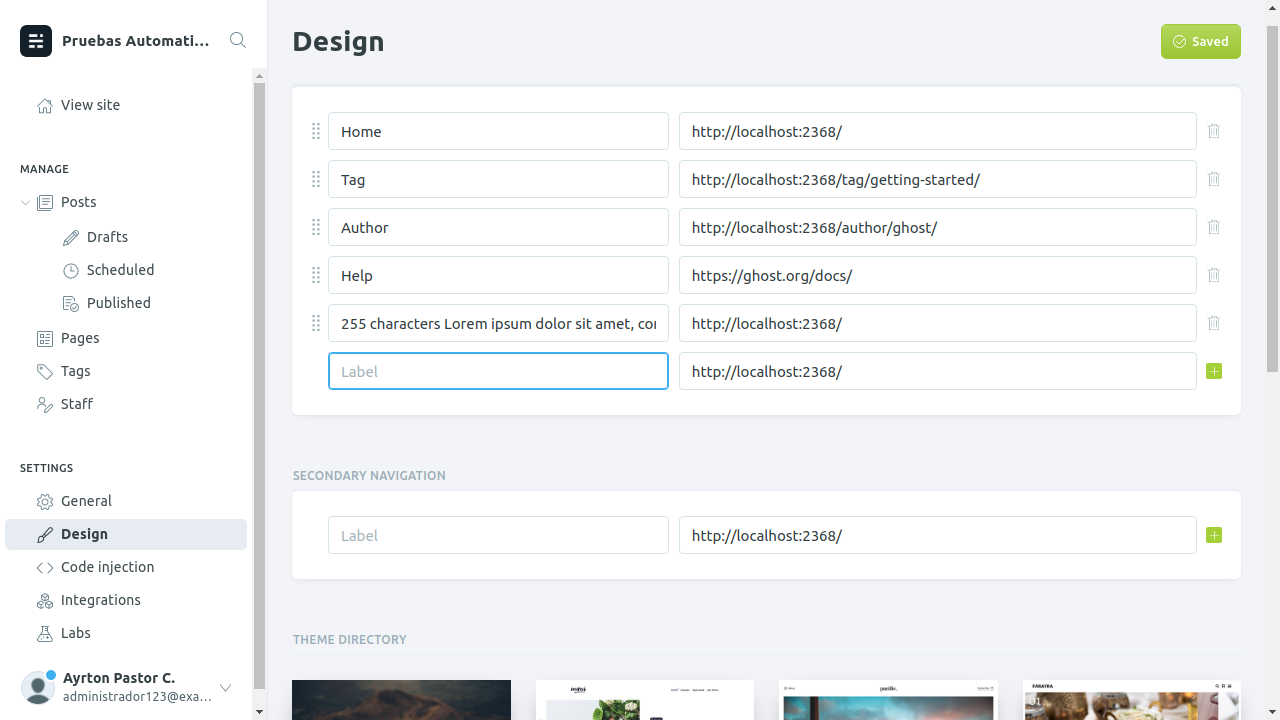 Pruebas Automati...
Design
Saved
View site
Home
http://localhost:2368/
MANAGE
Tag
http://localhost:2368/tag/getting-started/
Posts
Author
http://localhost:2368/author/ghost/
Drafts
Scheduled
Help
https://ghost.org/docs/
Published
255 characters Lorem ipsum dolor sit amet, co
http://localhost:2368/
Pages
Tags
Label
http://localhost:2368/
Staff
SETTINGS
SECONDARY NAVIGATION
General
Design
Label
http://localhost:2368/
Code injection
Integrations
Labs
THEME DIRECTORY
Ayrton Pastor C.
administrador123@exa...